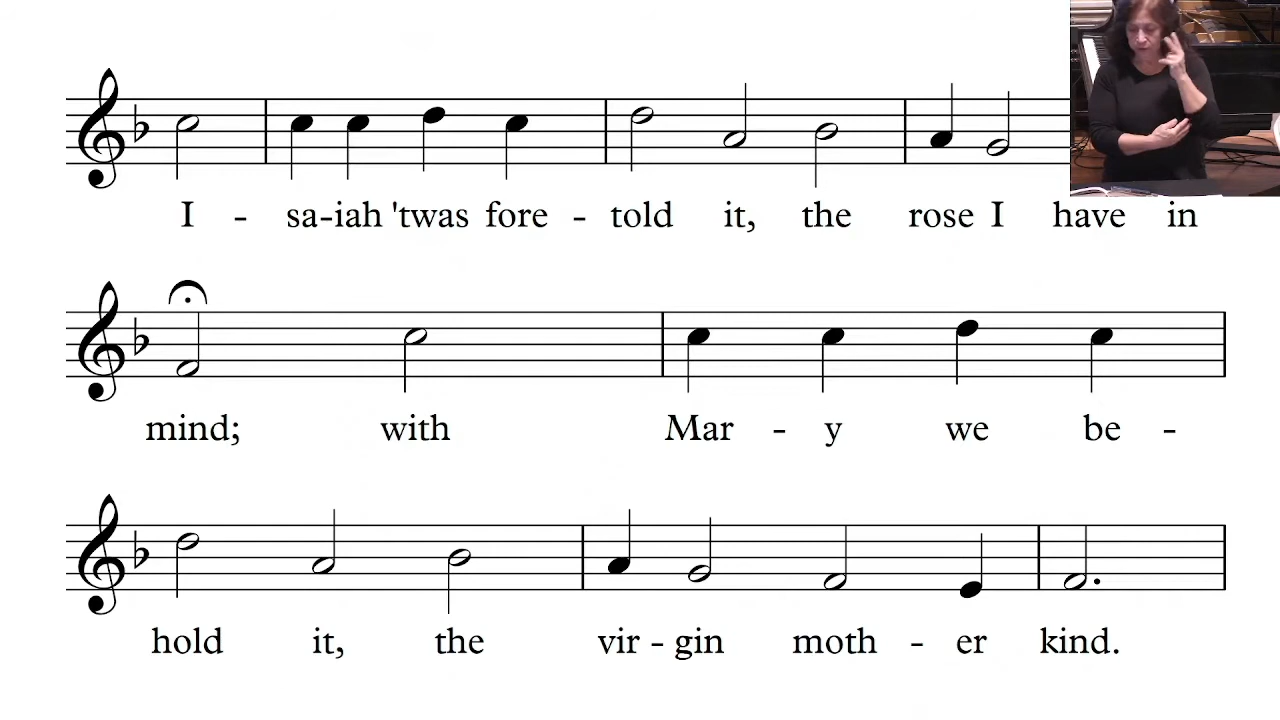 I - sa-iah 'twas fore - told it, the rose I have in
mind; with Mar - y we be -
hold it, the vir - gin moth - er kind.